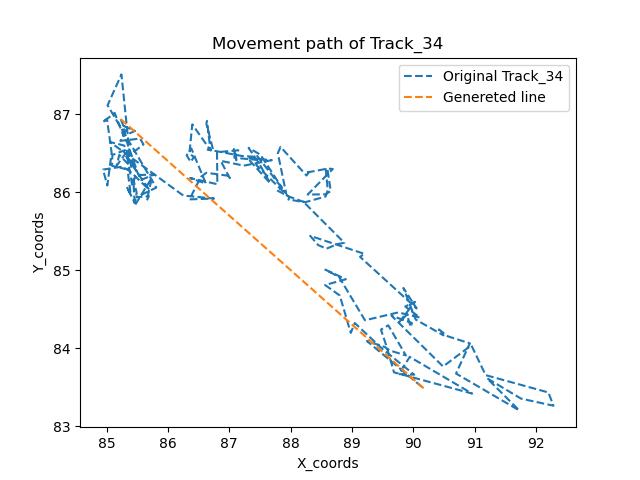 Movement path of Track_34
Original Track_34
Genereted line
87
86
85
84
83
Y_coords
85 86 87 88 89 90 91 92
X_coords